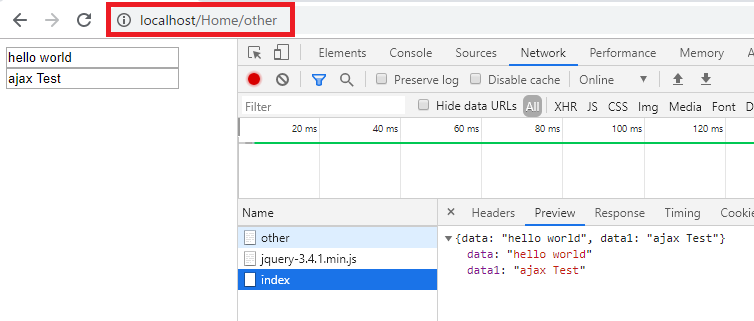 localhost/Home/other
hello world
ajax Test
Elements Console Sources Network Performance Memory A
Preserve log Disable cache Online
Filter Hide data URLs All XHR JS CSS Img Media Font D
20 ms 40 ms 60 ms 80 ms 100 ms 120 ms
Name × Headers Preview Response Timing Cookie
other
jquery-3.4.1.min.js
index
{data: "hello world", data1: "ajax Test"}
data: "hello world"
data1: "ajax Test"